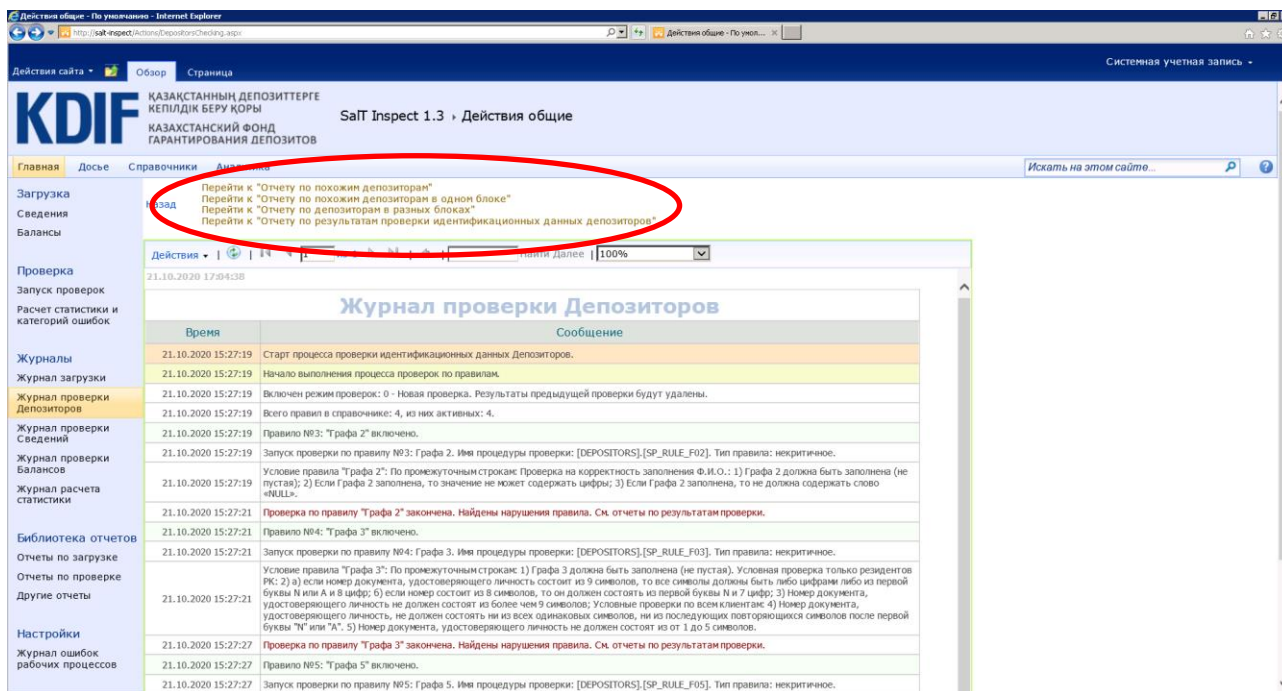 Действия общие - По умолчанию - Internet Explorer
http://salt-inspect/Actions/DepositorsChecking.aspx
Действия общие - По умол...
Действия сайта
Обзор
Страница
Системная учетная запись
KDIF
ҚАЗАҚСТАННЫҢ ДЕПОЗИТТЕРГЕ
КЕПІЛДІК БЕРУ ҚОРЫ
КАЗАХСТАНСКИЙ ФОНД
ГАРАНТИРОВАНИЯ ДЕПОЗИТОВ
SaIT Inspect 1.3 › Действия общие
Главная
Досье
Справочники
Искать на этом сайте...
Загрузка
Сведения
Балансы
Проверка
Запуск проверок
Расчет статистики и
категорий ошибок
Журналы
Журнал загрузки
Журнал проверки
Депозиторов
Журнал проверки
Сведений
Журнал проверки
Балансов
Журнал расчета
статистики
Библиотека отчетов
Отчеты по загрузке
Отчеты по проверке
Другие отчеты
Настройки
Журнал ошибок
рабочих процессов
Назад
Перейти к "Отчету по похожим депозиторам"
Перейти к "Отчету по похожим депозиторам в одном блоке"
Перейти к "Отчету по депозиторам в разных блоках"
Перейти к "Отчету по результатам проверки идентификационных данных депозиторов"
Действия
1
Найти Далее
100%
21.10.2020 17:04:38
Журнал проверки Депозиторов
Время Сообщение
21.10.2020 15:27:19 Старт процесса проверки идентификационных данных Депозиторов.
21.10.2020 15:27:19 Начало выполнения процесса проверок по правилам.
21.10.2020 15:27:19 Включен режим проверок: 0 - Новая проверка. Результаты предыдущей проверки будут удалены.
21.10.2020 15:27:19 Всего правил в справочнике: 4, из них активных: 4.
21.10.2020 15:27:19 Правило №3: "Графа 2" включено.
21.10.2020 15:27:19 Запуск проверки по правилу №3: Графа 2. Имя процедуры проверки: [DEPOSITORS].[SP_RULE_F02]. Тип правила: некритичное.
Условие правила "Графа 2": По промежуточным строкам: Проверка на корректность заполнения Ф.И.О.: 1) Графа 2 должна быть заполнена (не
21.10.2020 15:27:19 пустая); 2) Если Графа 2 заполнена, то значение не может содержать цифры; 3) Если Графа 2 заполнена, то не должна содержать слово
«NULL».
21.10.2020 15:27:21 Проверка по правилу "Графа 2" закончена. Найдены нарушения правила. См. отчеты по результатам проверки.
21.10.2020 15:27:21 Правило №4: "Графа 3" включено.
21.10.2020 15:27:21 Запуск проверки по правилу №4: Графа 3. Имя процедуры проверки: [DEPOSITORS].[SP_RULE_F03]. Тип правила: некритичное.
Условие правила "Графа 3": По промежуточным строкам: 1) Графа 3 должна быть заполнена (не пустая). Условная проверка только резидентов
РК: 2) а) если номер документа, удостоверяющего личность состоит из 9 символов, то все символы должны быть либо цифрами либо из первой
буквы N или А и 8 цифр; б) если номер состоит из 8 символов, то он должен состоять из первой буквы N и 7 цифр; 3) Номер документа,
21.10.2020 15:27:21 удостоверяющего личность не должен состоят из более чем 9 символов; Условные проверки по всем клиентам: 4) Номер документа,
удостоверяющего личность, не должен состоять ни из всех одинаковых символов, ни из последующих повторяющихся символов после первой
буквы "N" или "А". 5) Номер документа, удостоверяющего личность не должен состоят из от 1 до 5 символов.
21.10.2020 15:27:27 Проверка по правилу "Графа 3" закончена. Найдены нарушения правила. См. отчеты по результатам проверки.
21.10.2020 15:27:27 Правило №5: "Графа 5" включено.
21.10.2020 15:27:27 Запуск проверки по правилу №5: Графа 5. Имя процедуры проверки: [DEPOSITORS].[SP_RULE_F05]. Тип правила: некритичное.